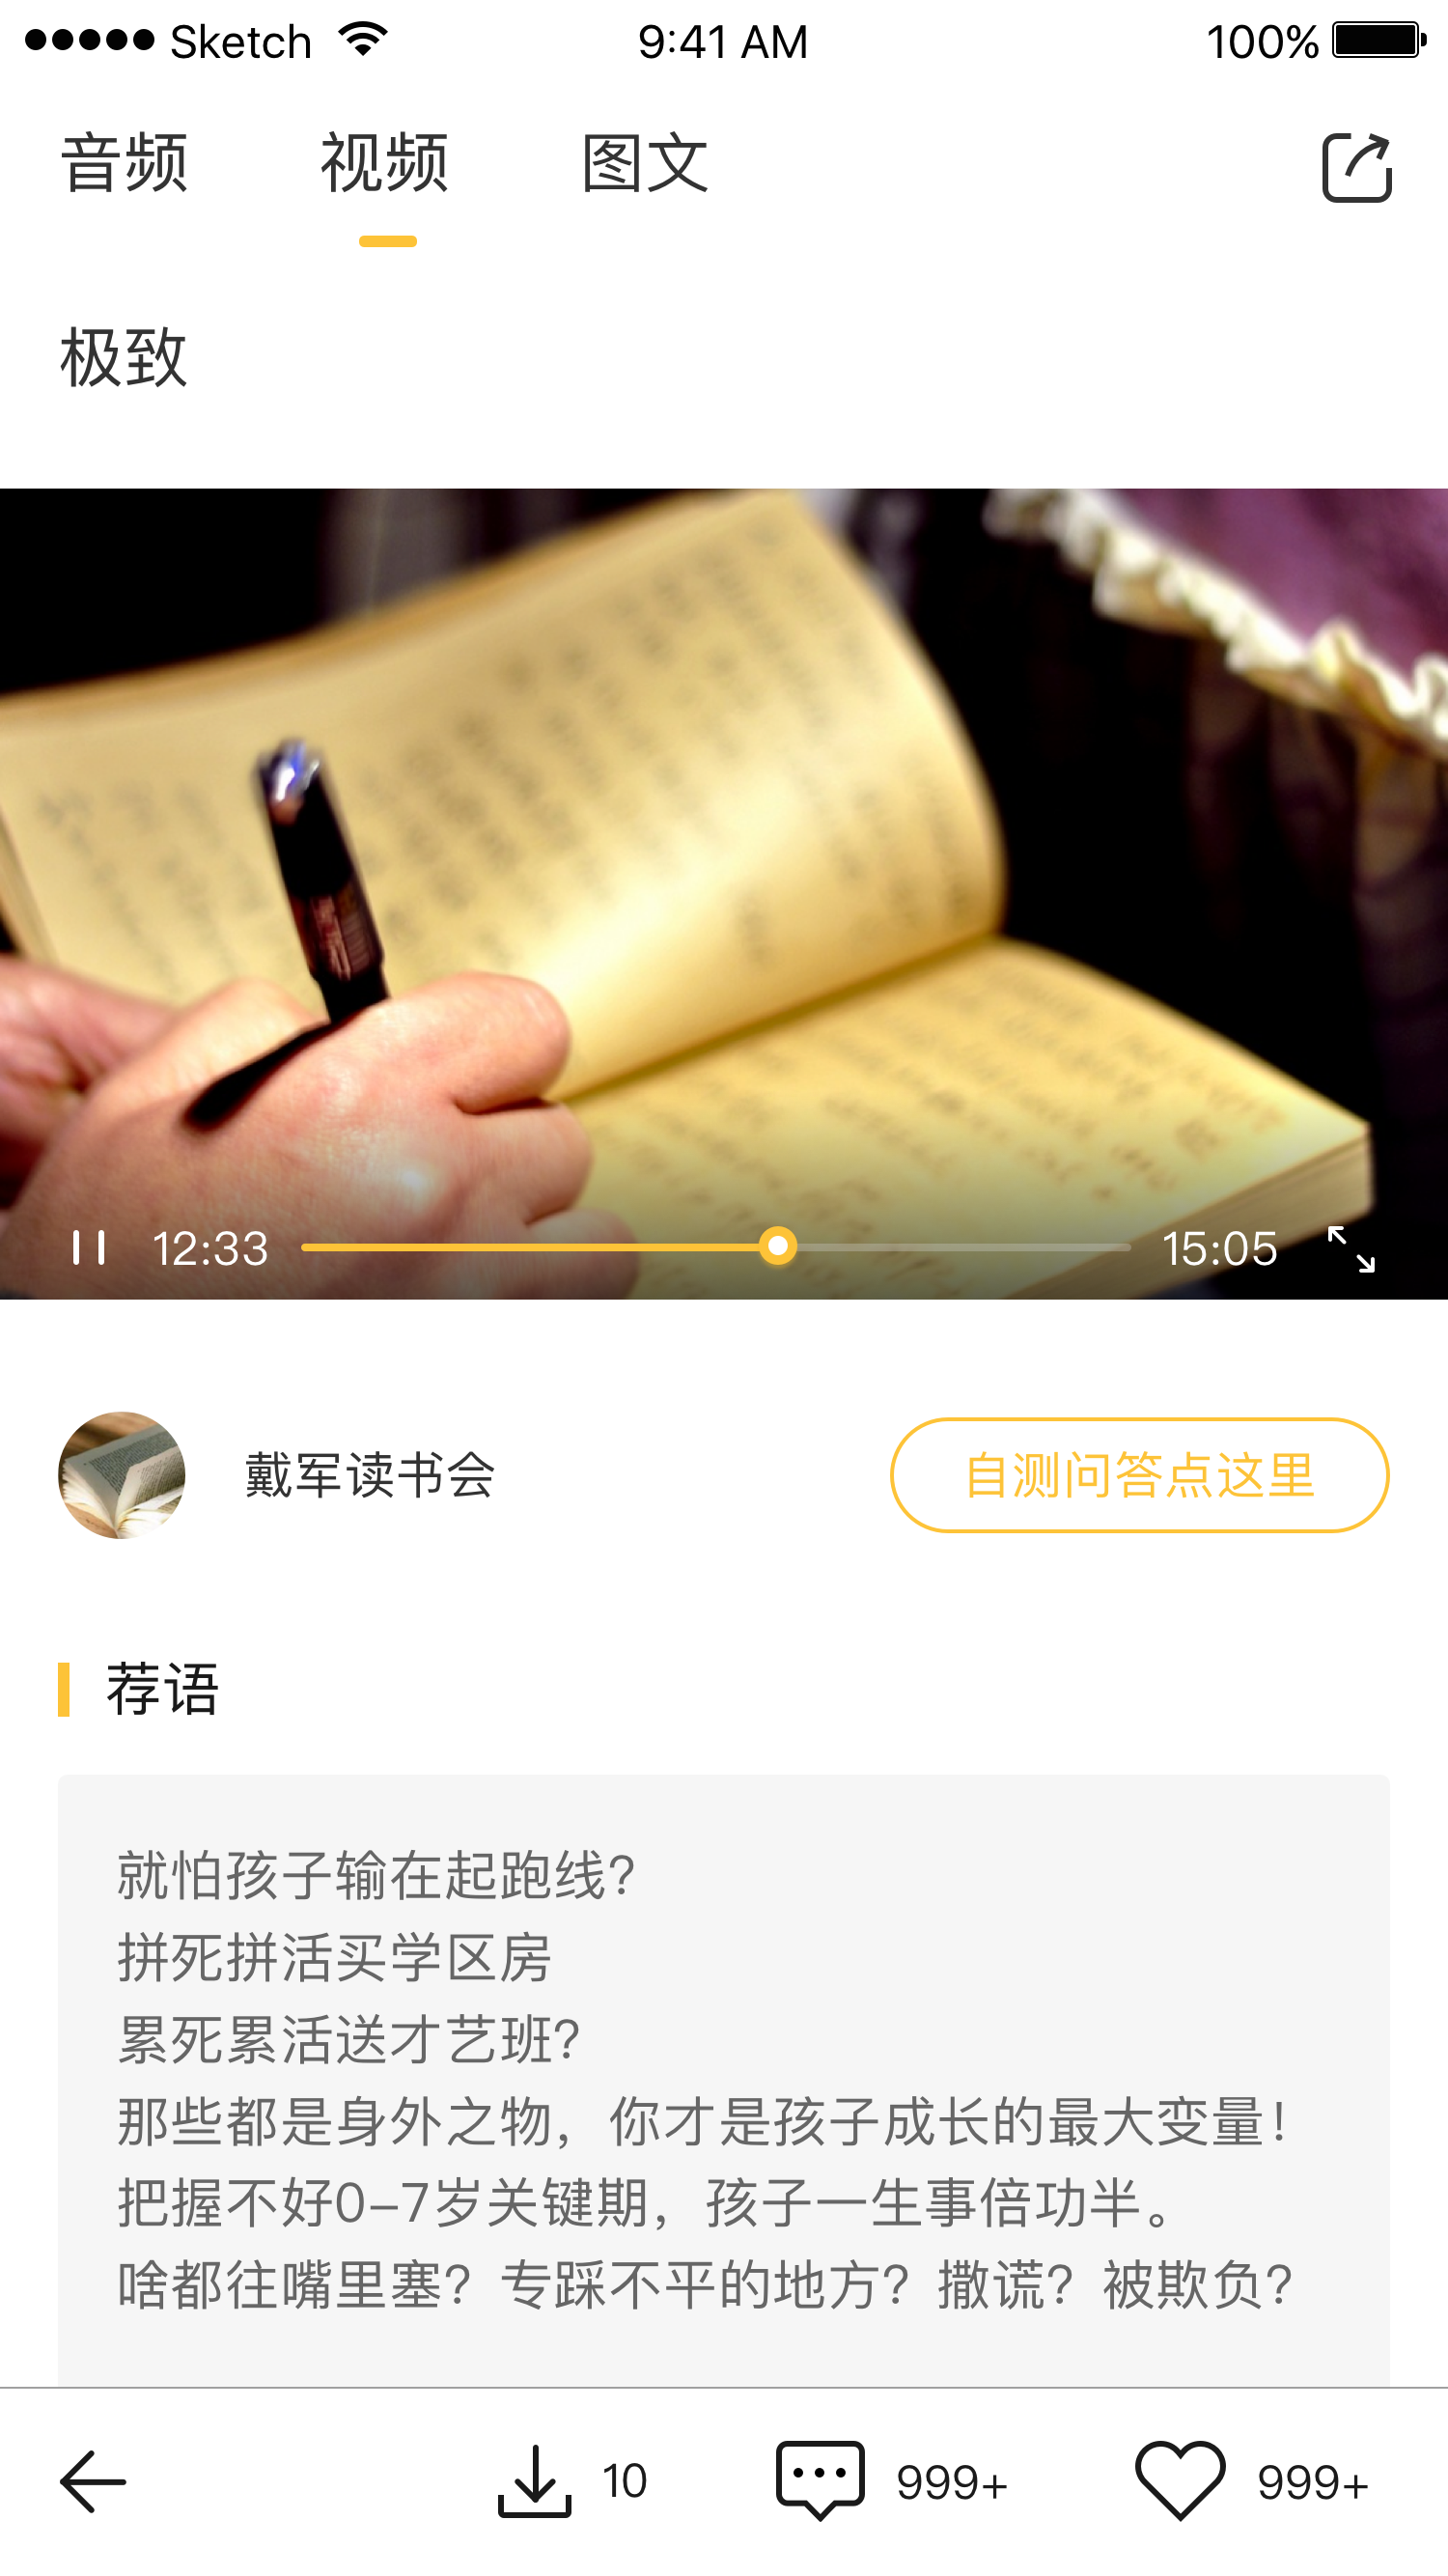 Sketch 9:41 AM 100%
音频 视频 图文
极致
12:33 15:05
戴军读书会 自测问答点这里
荐语
就怕孩子输在起跑线？
拼死拼活买学区房
累死累活送才艺班？
那些都是身外之物，你才是孩子成长的最大变量！
把握不好0-7岁关键期，孩子一生事倍功半。
啥都往嘴里塞？专踩不平的地方？撒谎？被欺负？
10 999+ 999+